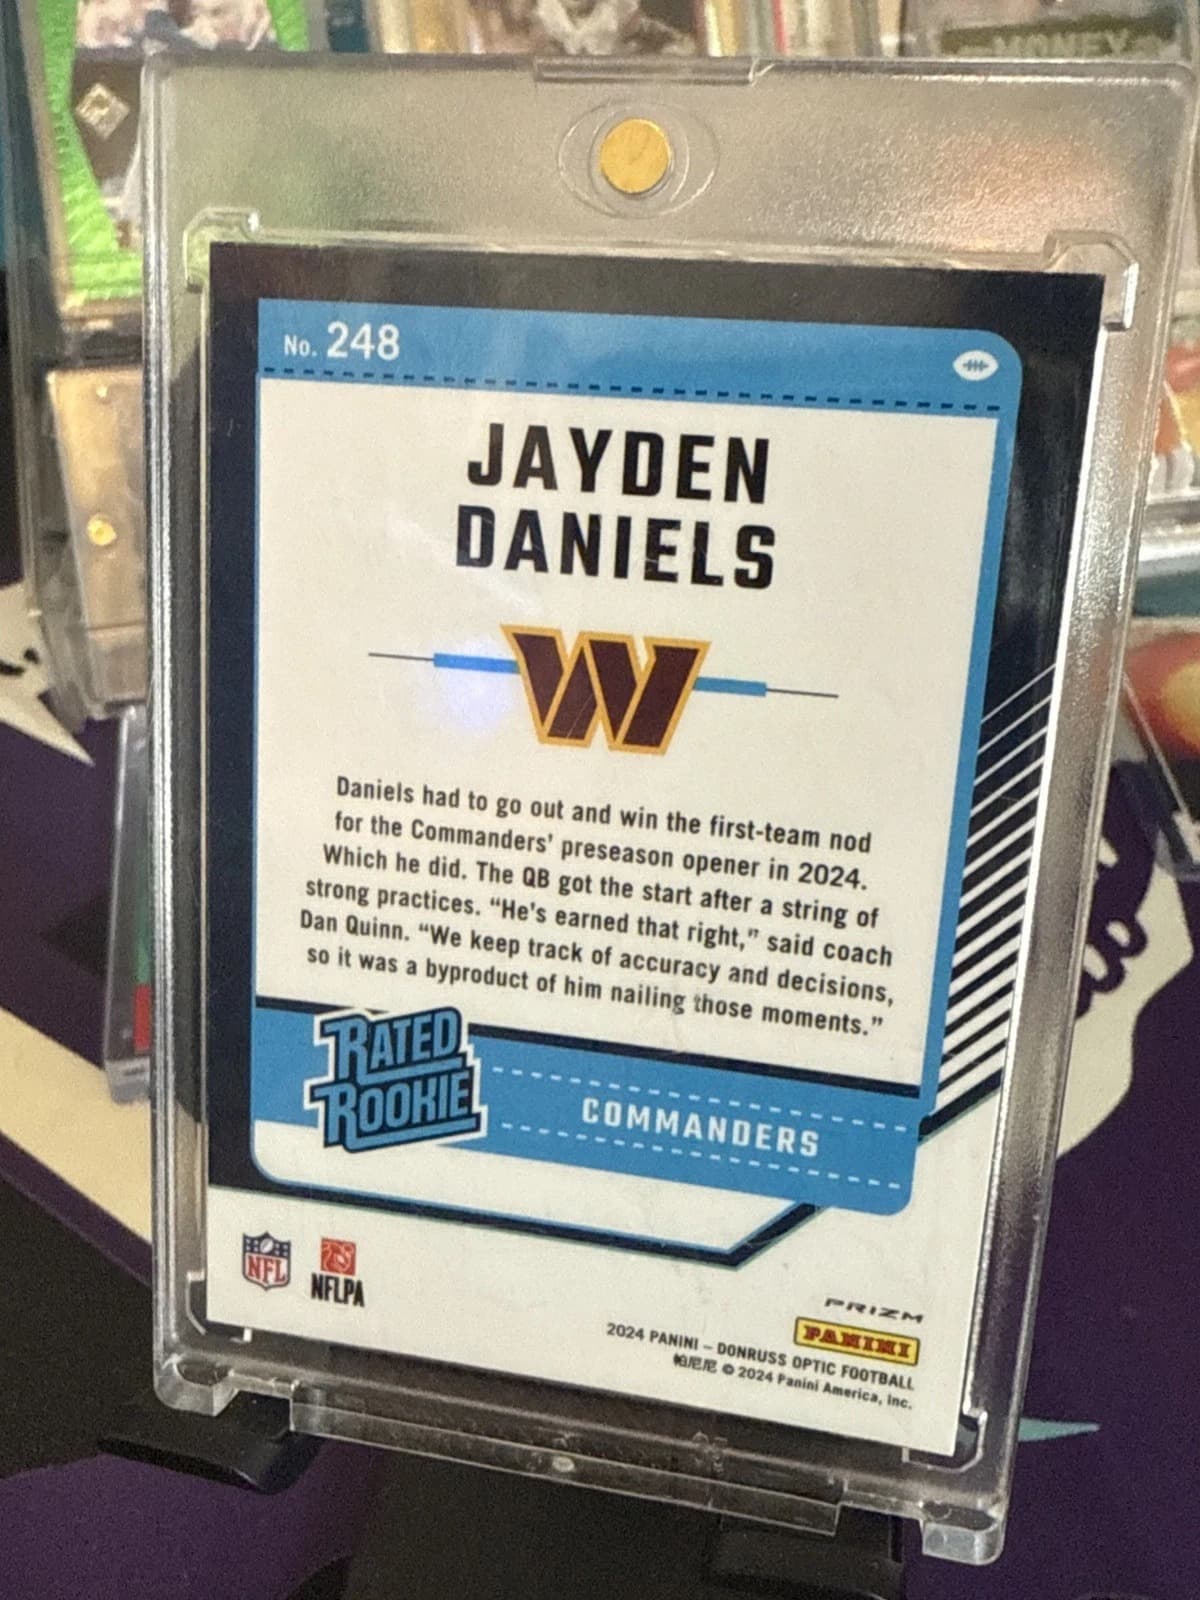 MONEY
No. 248
JAYDEN
DANIELS
W
Daniels had to go out and win the first-team nod
for the Commanders' preseason opener in 2024.
Which he did. The QB got the start after a string of
strong practices. “He's earned that right,” said coach
Dan Quinn. “We keep track of accuracy and decisions,
so it was a byproduct of him nailing those moments.”
RATED
ROOKIE
COMMANDERS
NFL
NFLPA
PRIZM
PANINI
2024 PANINI – DONRUSS OPTIC FOOTBALL
帕尼尼 © 2024 Panini America, Inc.